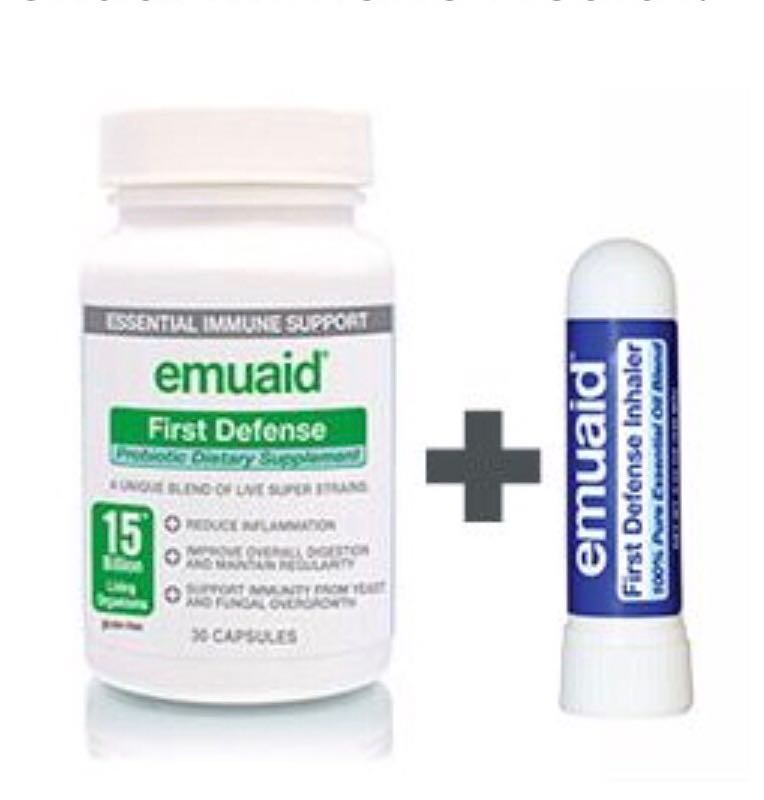 ESSENTIAL IMMUNE SUPPORT
emuaid®
First Defense
Probiotic Dietary Supplement
A UNIQUE BLEND OF LIVE SUPER STRAINS
15
Billion
Living
Organisms
gluten free
REDUCE INFLAMMATION
IMPROVE OVERALL DIGESTION
AND MAINTAIN REGULARITY
SUPPORT IMMUNITY FROM YEAST
AND FUNGAL OVERGROWTH
30 CAPSULES
emuaid
First Defense Inhaler
100% Pure Essential Oil Blend